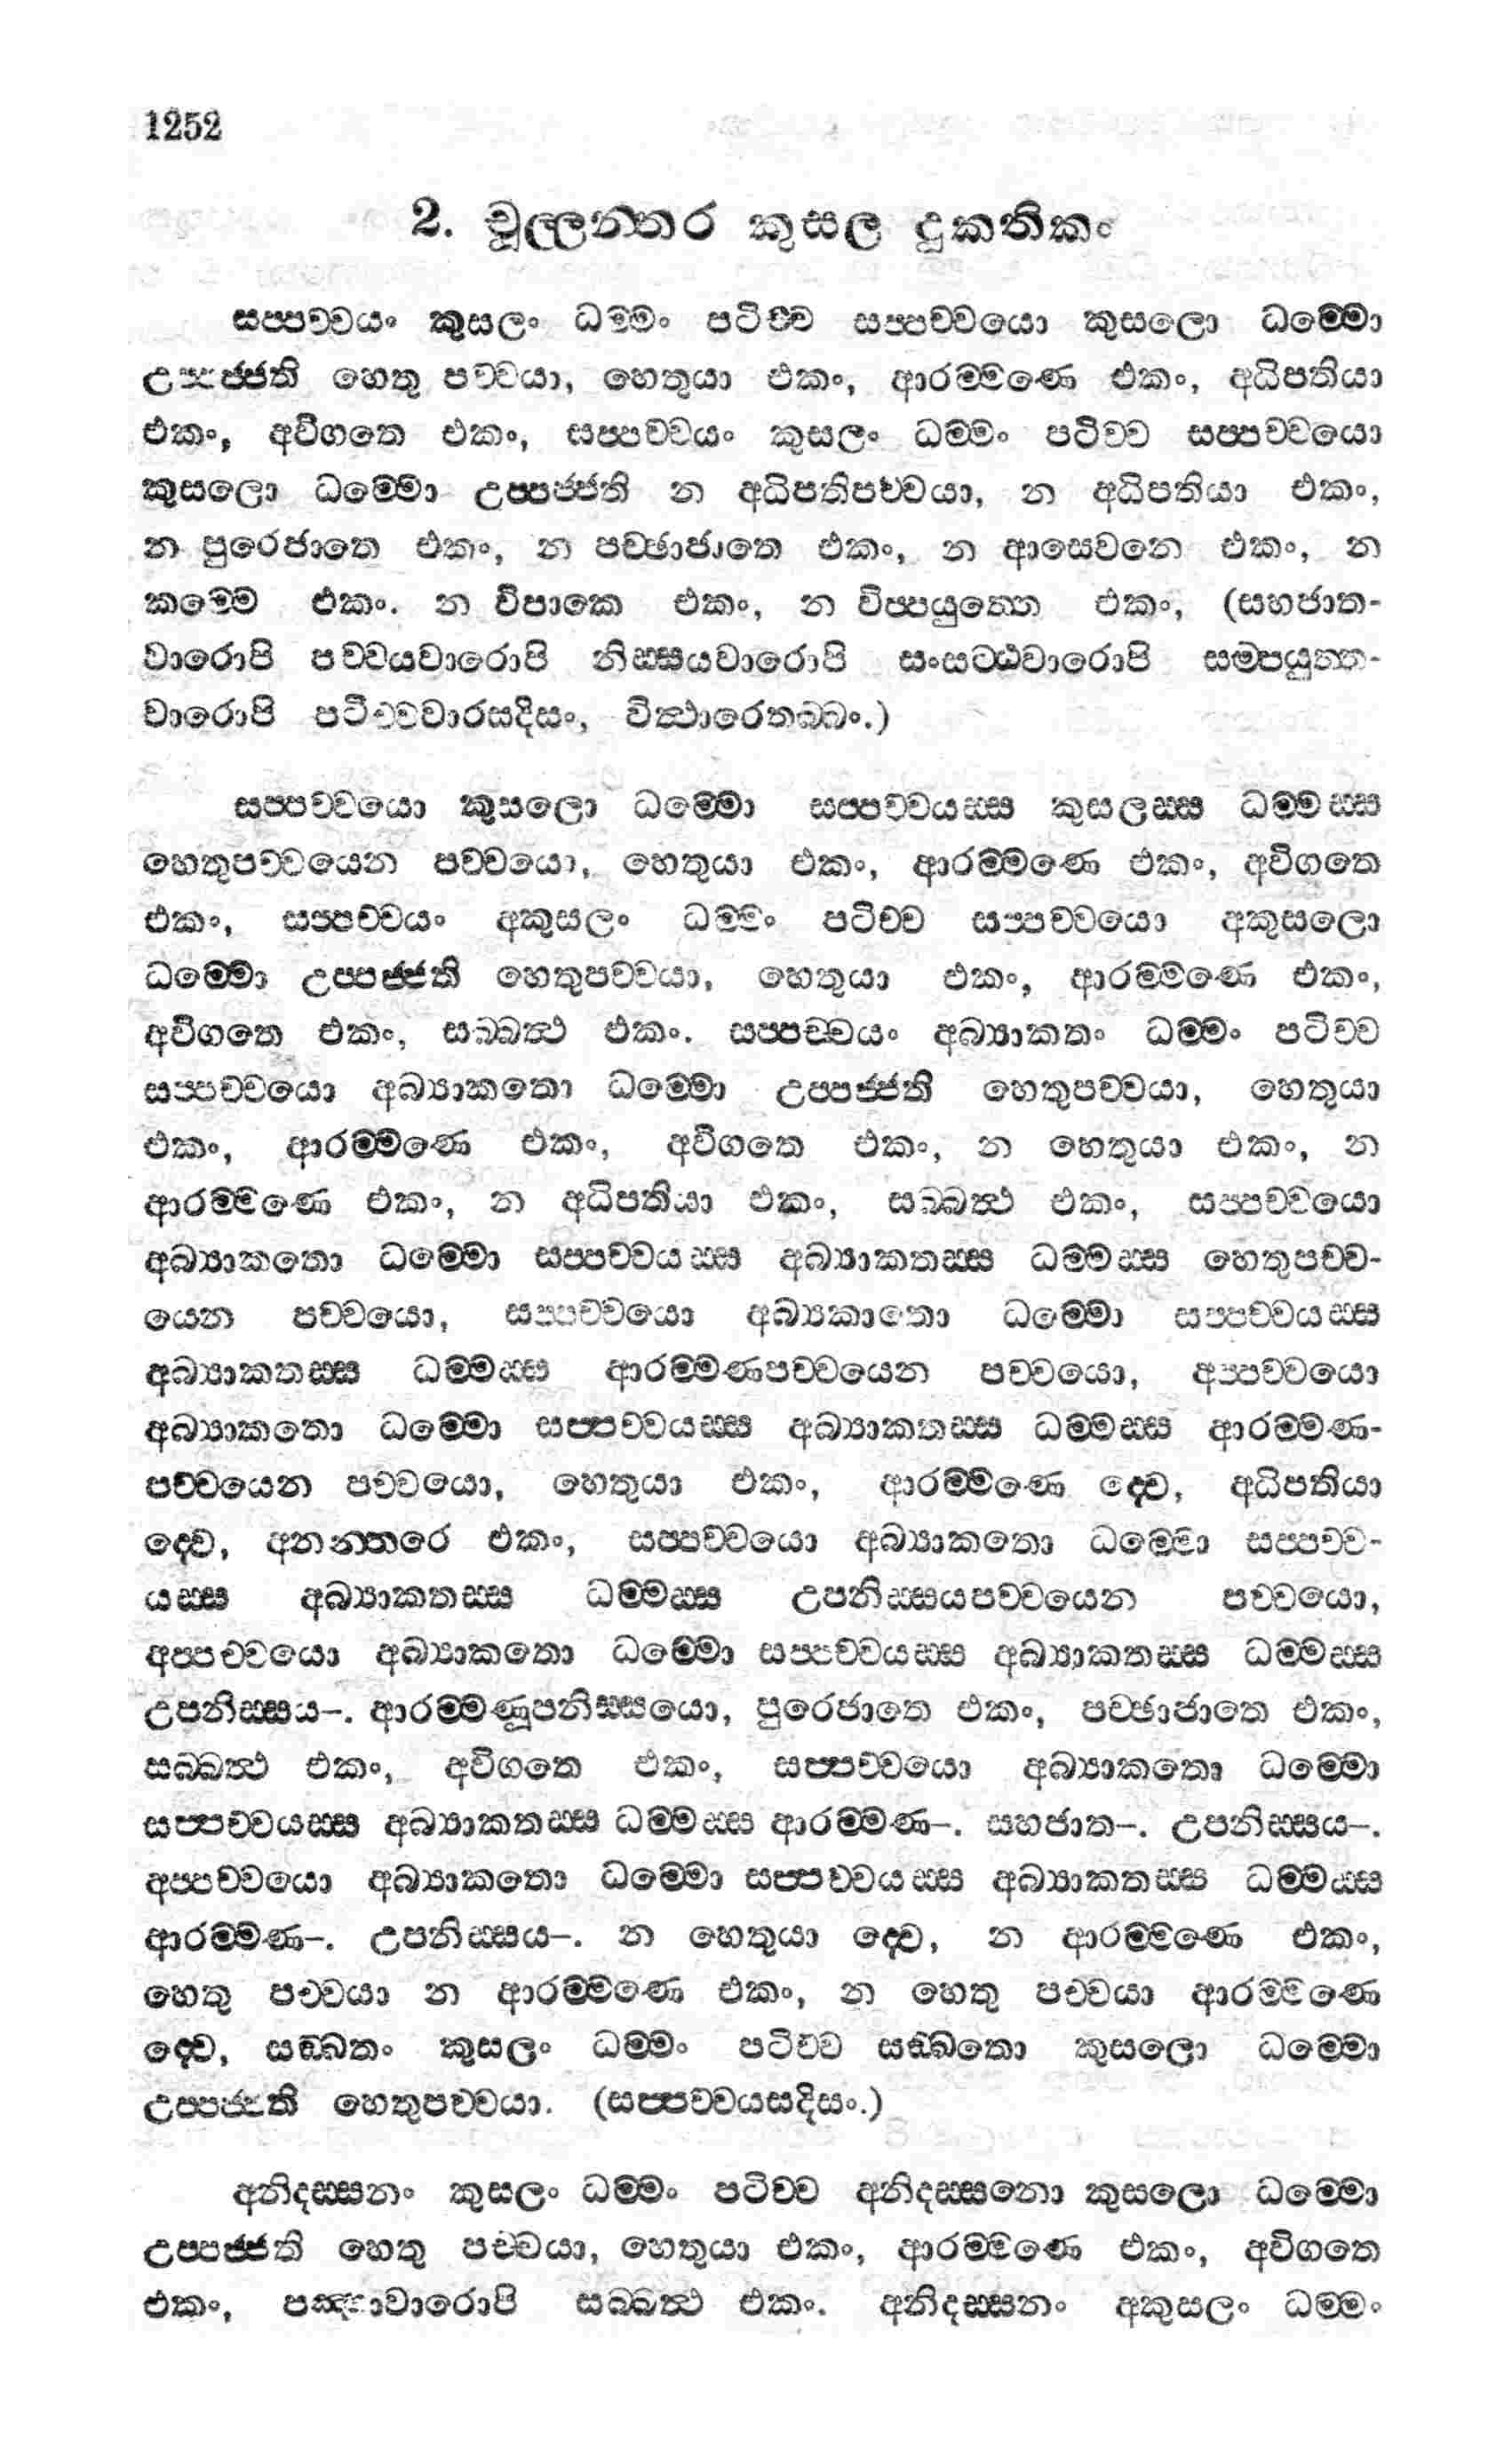 1252
2. චූල්ලන්තර කුසල දුකතිකං
සප්පච්චයං කුසලං ධම්මං පටිච්ච සප්පච්චයො කුසලො ධම්මො
උප්පජ්ජති හෙතු පච්චයා, හෙතුයා එකං, ආරම්මණෙ එකං, අධිපතියා
එකං, අවිගතෙ එකං, සප්පච්චයං කුසලං ධම්මං පටිච්ච සප්පච්චයො
කුසලො ධම්මො උප්පජ්ජති න අධිපතිපච්චයා, න අධිපතියා එකං,
න පුරෙජාතෙ එකං, න පච්ඡාජාතෙ එකං, න ආසෙවනෙ එකං, න
කම්මෙ එකං. න විපාකෙ එකං, න විප්පයුත්තෙ එකං, (සහජාත-
වාරොපි පච්චයවාරොපි නිස්සයවාරොපි සංසට්ඨවාරොපි සම්පයුත්ත-
වාරොපි පටිච්චවාරසදිසං, විත්ථාරෙතබ්බං.)
සප්පච්චයො කුසලො ධම්මො සප්පච්චයස්ස කුසලස්ස ධම්මස්ස
හෙතුපච්චයෙන පච්චයො, හෙතුයා එකං, ආරම්මණෙ එකං, අවිගතෙ
එකං, සප්පච්චයං අකුසලං ධම්මං පටිච්ච සප්පච්චයො අකුසලො
ධම්මො උප්පජ්ජති හෙතුපච්චයා, හෙතුයා එකං, ආරම්මණෙ එකං,
අවිගතෙ එකං, සබ්බත්ථ එකං. සප්පච්චයං අබ්‍යාකතං ධම්මං පටිච්ච
සප්පච්චයො අබ්‍යාකතො ධම්මො උප්පජ්ජති හෙතුපච්චයා, හෙතුයා
එකං, ආරම්මණෙ එකං, අවිගතෙ එකං, න හෙතුයා එකං, න
ආරම්මණෙ එකං, න අධිපතියා එකං, සබ්බත්ථ එකං, සප්පච්චයො
අබ්‍යාකතො ධම්මො සප්පච්චයස්ස අබ්‍යාකතස්ස ධම්මස්ස හෙතුපච්ච-
යෙන පච්චයො, සප්පච්චයො අබ්‍යකාතො ධම්මො සප්පච්චයස්ස
අබ්‍යාකතස්ස ධම්මස්ස ආරම්මණපච්චයෙන පච්චයො, අප්පච්චයො
අබ්‍යාකතො ධම්මො සප්පච්චයස්ස අබ්‍යාකතස්ස ධම්මස්ස ආරම්මණ-
පච්චයෙන පච්චයො, හෙතුයා එකං, ආරම්මණෙ ද්වෙ, අධිපතියා
ද්වෙ, අනන්තරෙ එකං, සප්පච්චයො අබ්‍යාකතො ධම්මො සප්පච්ච-
යස්ස අබ්‍යාකතස්ස ධම්මස්ස උපනිස්සයපච්චයෙන පච්චයො,
අප්පච්චයො අබ්‍යාකතො ධම්මො සප්පච්චයස්ස අබ්‍යාකතස්ස ධම්මස්ස
උපනිස්සය-. ආරම්මණූපනිස්සයො, පුරෙජාතෙ එකං, පච්ඡාජාතෙ එකං,
සබ්බත්ථ එකං, අවිගතෙ එකං, සප්පච්චයො අබ්‍යාකතො ධම්මො
සප්පච්චයස්ස අබ්‍යාකතස්ස ධම්මස්ස ආරම්මණ-. සහජාත-. උපනිස්සය-.
අප්පච්චයො අබ්‍යාකතො ධම්මො සප්පච්චයස්ස අබ්‍යාකතස්ස ධම්මස්ස
ආරම්මණ-. උපනිස්සය-. න හෙතුයා ද්වෙ, න ආරම්මණෙ එකං,
හෙතු පච්චයා න ආරම්මණෙ එකං, න හෙතු පච්චයා ආරම්මණෙ
ද්වෙ, සඞ්ඛතං කුසලං ධම්මං පටිච්ච සඞ්ඛතො කුසලො ධම්මො
උප්පජ්ජති හෙතුපච්චයා. (සප්පච්චයසදිසං.)
අනිදස්සනං කුසලං ධම්මං පටිච්ච අනිදස්සනො කුසලො ධම්මො
උප්පජ්ජති හෙතු පච්චයා, හෙතුයා එකං, ආරම්මණෙ එකං, අවිගතෙ
එකං, පඤ්හාවාරොපි සබ්බත්ථ එකං. අනිදස්සනං අකුසලං ධම්මං